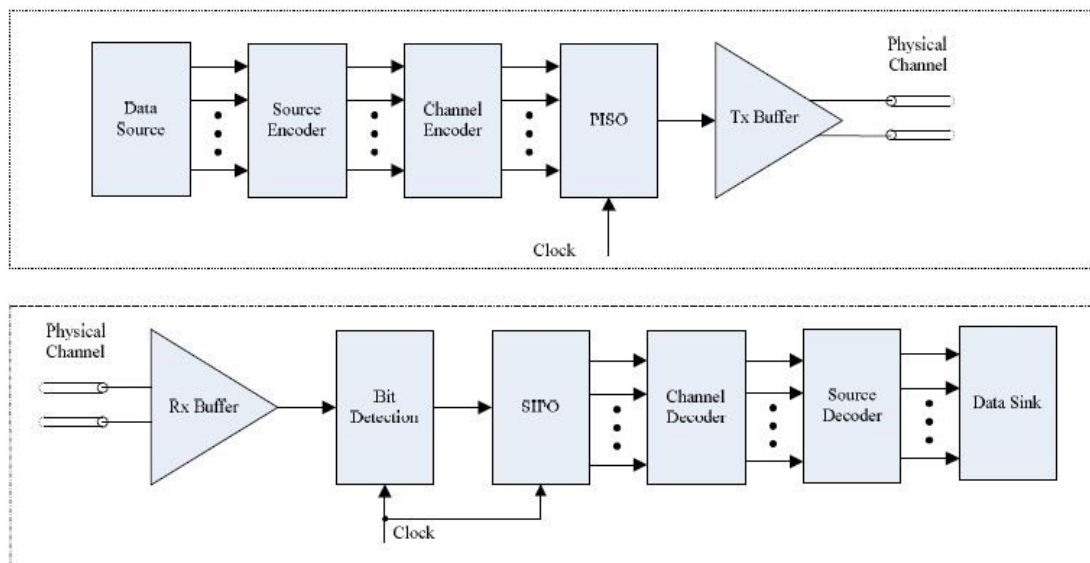 Physical
Channel
Data
Source
Source
Encoder
Channel
Encoder
PISO
Tx Buffer
Clock
Physical
Channel
Rx Buffer
Bit
Detection
SIPO
Channel
Decoder
Source
Decoder
Data Sink
Clock